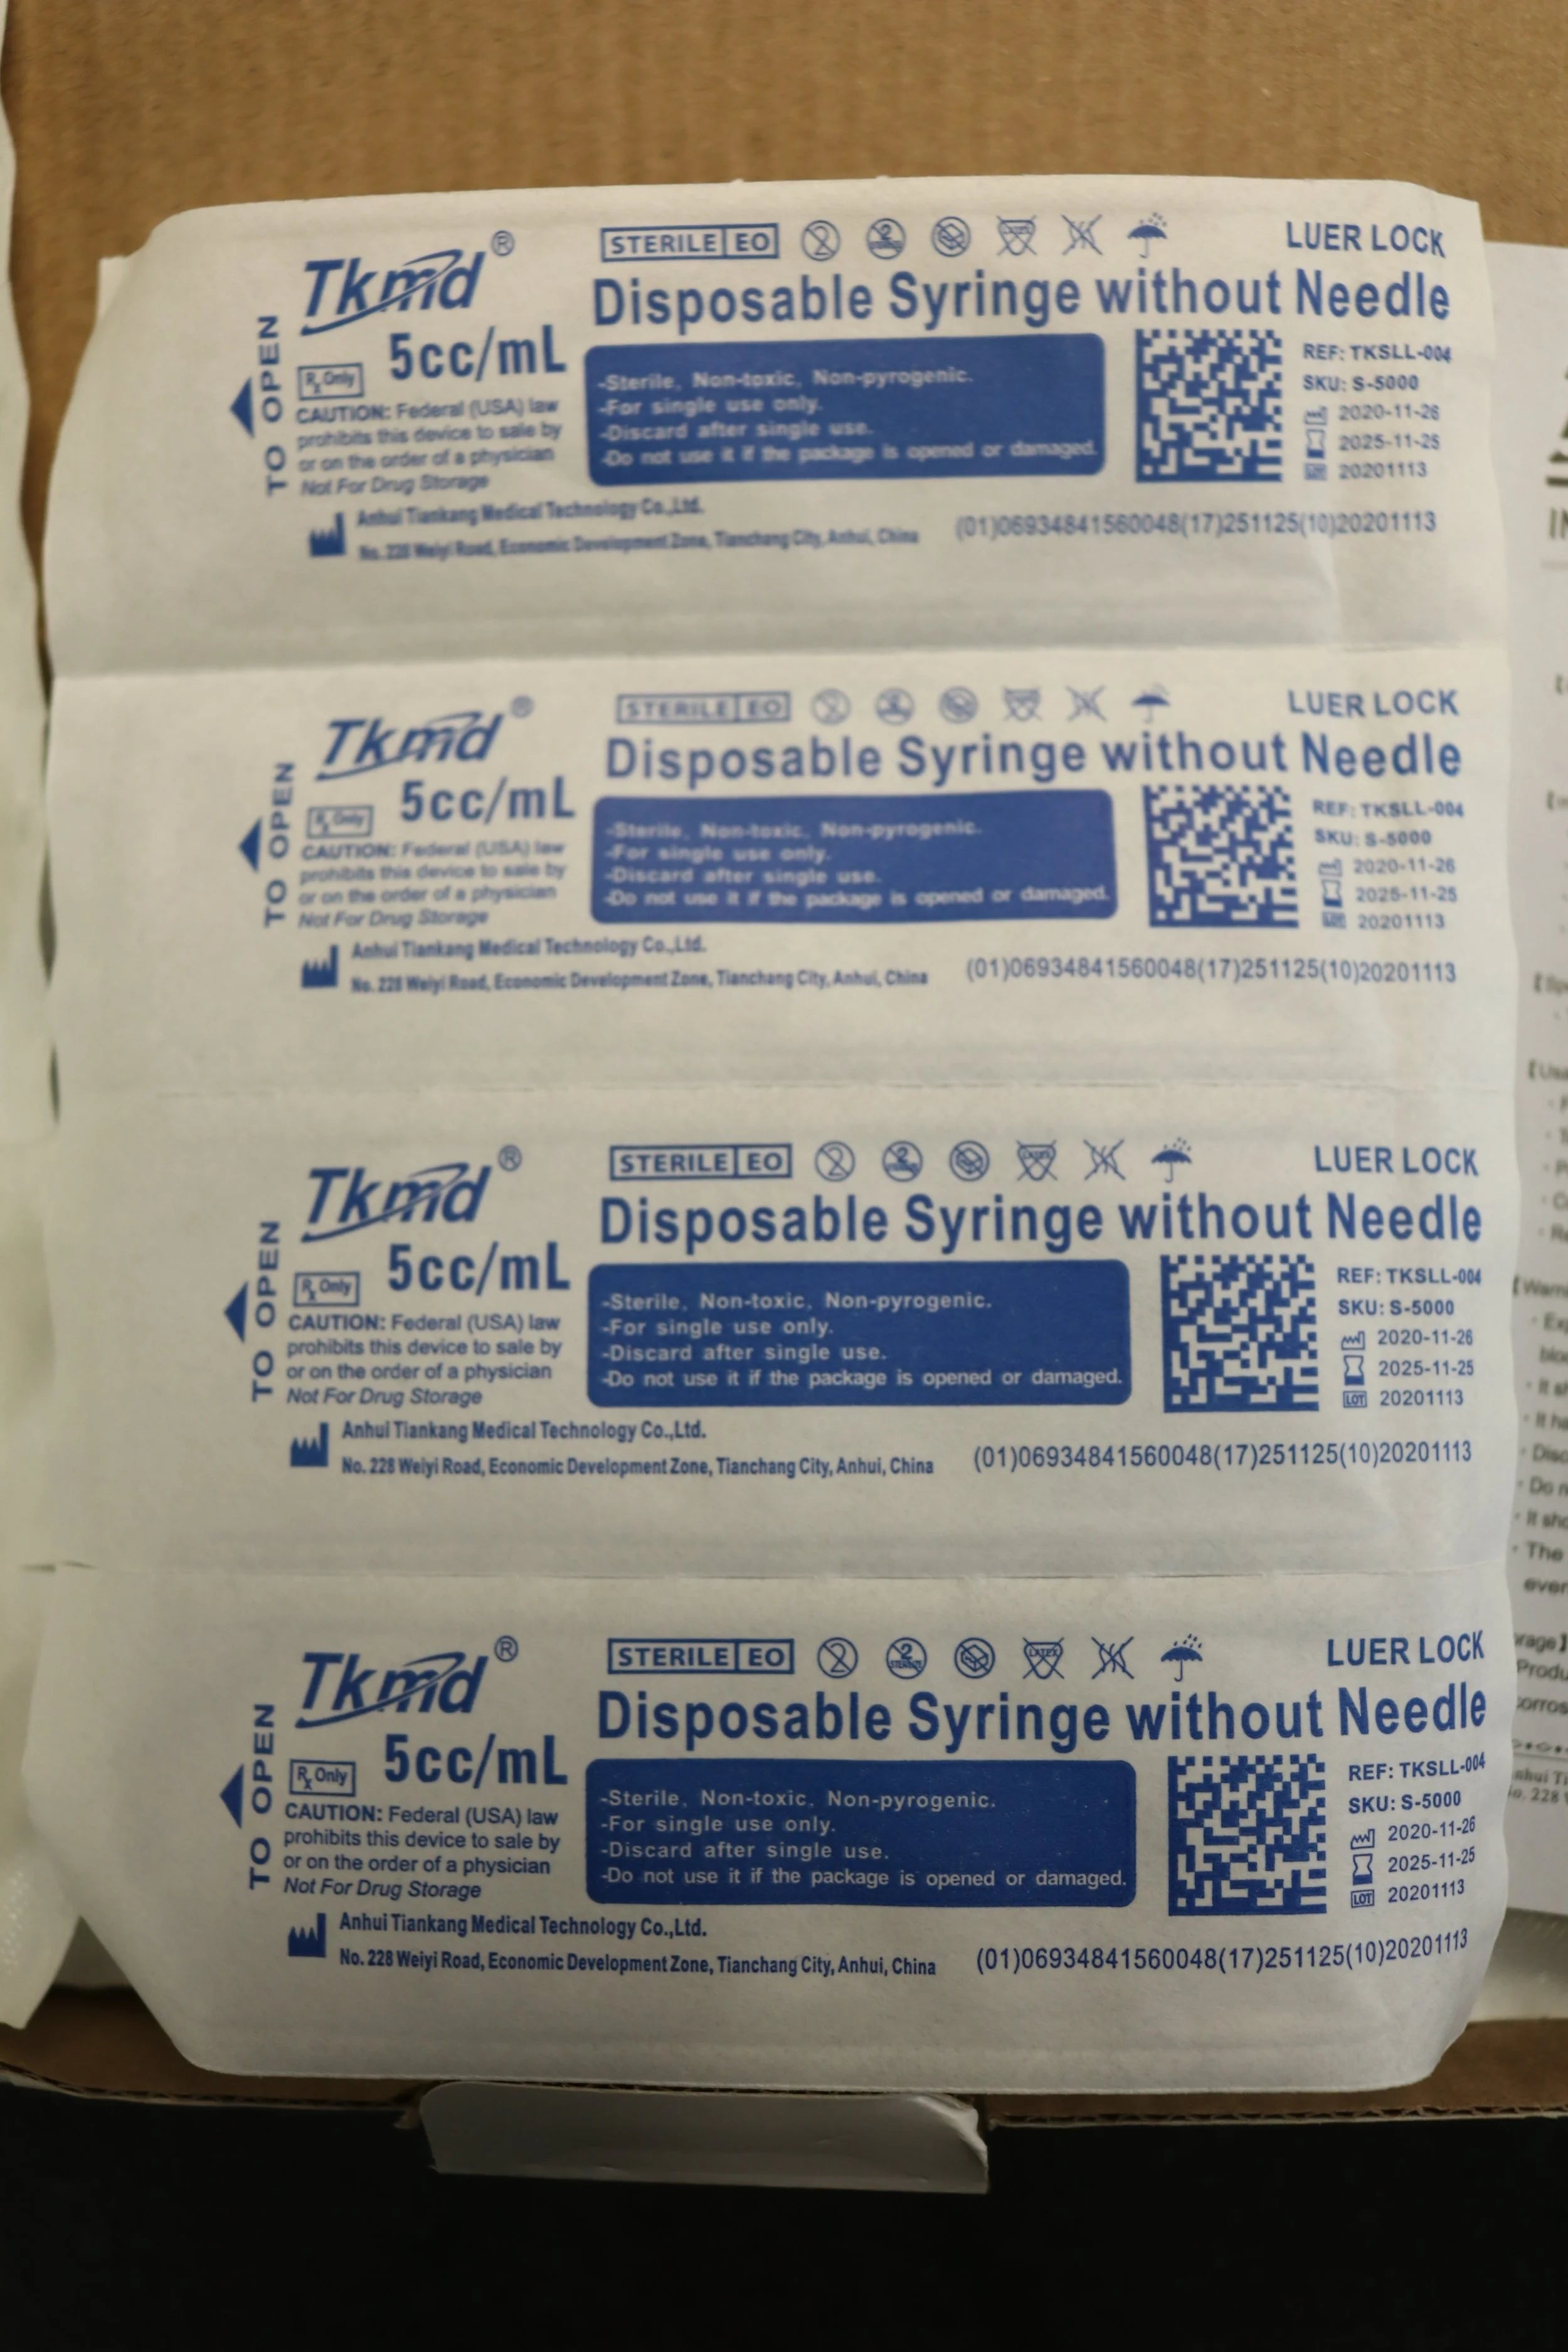 Tkmd®
STERILE EO
LUER LOCK
Disposable Syringe without Needle
5cc/mL
Rx Only
TO OPEN
CAUTION: Federal (USA) law
prohibits this device to sale by
or on the order of a physician
Not For Drug Storage
-Sterile, Non-toxic, Non-pyrogenic.
-For single use only.
-Discard after single use.
-Do not use it if the package is opened or damaged.
REF: TKSLL-004
SKU: S-5000
2020-11-26
2025-11-25
LOT 20201113
Anhui Tiankang Medical Technology Co.,Ltd.
No. 228 Weiyi Road, Economic Development Zone, Tianchang City, Anhui, China
(01)06934841560048(17)251125(10)20201113
Tkmd®
STERILE EO
LUER LOCK
Disposable Syringe without Needle
5cc/mL
Rx Only
TO OPEN
CAUTION: Federal (USA) law
prohibits this device to sale by
or on the order of a physician
Not For Drug Storage
-Sterile, Non-toxic, Non-pyrogenic.
-For single use only.
-Discard after single use.
-Do not use it if the package is opened or damaged.
REF: TKSLL-004
SKU: S-5000
2020-11-26
2025-11-25
LOT 20201113
Anhui Tiankang Medical Technology Co.,Ltd.
No. 228 Weiyi Road, Economic Development Zone, Tianchang City, Anhui, China
(01)06934841560048(17)251125(10)20201113
Tkmd®
STERILE EO
2
2
LATEX
LUER LOCK
Disposable Syringe without Needle
5cc/mL
Rx Only
TO OPEN
CAUTION: Federal (USA) law
prohibits this device to sale by
or on the order of a physician
Not For Drug Storage
-Sterile, Non-toxic, Non-pyrogenic.
-For single use only.
-Discard after single use.
-Do not use it if the package is opened or damaged.
REF: TKSLL-004
SKU: S-5000
2020-11-26
2025-11-25
LOT 20201113
Anhui Tiankang Medical Technology Co.,Ltd.
No. 228 Weiyi Road, Economic Development Zone, Tianchang City, Anhui, China
(01)06934841560048(17)251125(10)20201113
Tkmd®
STERILE EO
2
2
STERILIZE
LATEX
LUER LOCK
Disposable Syringe without Needle
5cc/mL
Rx Only
TO OPEN
CAUTION: Federal (USA) law
prohibits this device to sale by
or on the order of a physician
Not For Drug Storage
-Sterile, Non-toxic, Non-pyrogenic.
-For single use only.
-Discard after single use.
-Do not use it if the package is opened or damaged.
REF: TKSLL-004
SKU: S-5000
2020-11-26
2025-11-25
LOT 20201113
Anhui Tiankang Medical Technology Co.,Ltd.
No. 228 Weiyi Road, Economic Development Zone, Tianchang City, Anhui, China
(01)06934841560048(17)251125(10)20201113